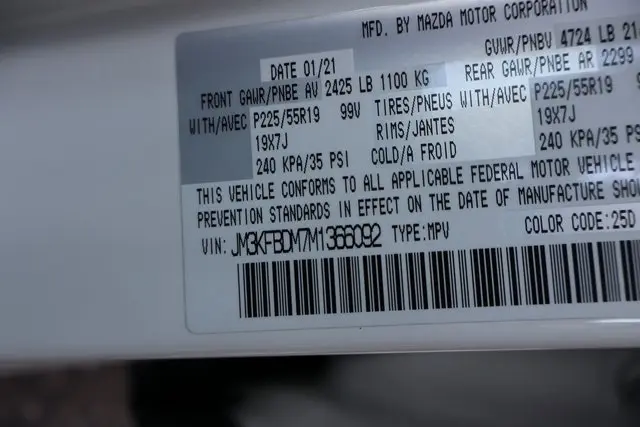 MFD. BY MAZDA MOTOR CORPORATION
DATE 01/21 GVWR/PNBV 4724 LB 214
FRONT GAWR/PNBE AV 2425 LB 1100 KG REAR GAWR/PNBE AR 2299
WITH/AVEC P225/55R19 99V TIRES/PNEUS WITH/AVEC P225/55R19
19X7J RIMS/JANTES 19X7J
240 KPA/35 PSI COLD/A FROID 240 KPA/35 PSI
THIS VEHICLE CONFORMS TO ALL APPLICABLE FEDERAL MOTOR VEHICLE
PREVENTION STANDARDS IN EFFECT ON THE DATE OF MANUFACTURE SHO
VIN: JM3KFBDM7M1366092 TYPE:MPV COLOR CODE:25D